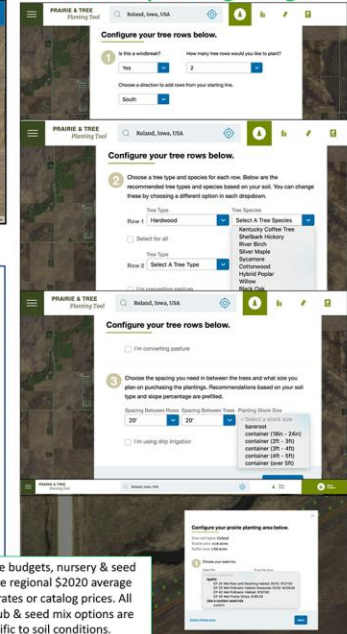 PRAIRIE & TREE
Planting Tool
Roland, Iowa, USA
Configure your tree rows below.
1
Is this a windbreak?
How many tree rows would you like to plant?
Yes
2
Choose a direction to add rows from your starting line.
South
PRAIRIE & TREE
Planting Tool
Roland, Iowa, USA
Configure your tree rows below.
2
Choose a tree type and species for each row. Below are the
recommended tree types and species based on your soil. You can change
these by choosing a different option in each dropdown.
Tree Type
Tree Species
Row 1
Hardwood
Select A Tree Species
Kentucky Coffee Tree
Shellbark Hickory
River Birch
Silver Maple
Sycamore
Cottonwood
Hybrid Poplar
Willow
Black Oak
Select for all
Tree Type
Row 2
Select A Tree Type
I'm converting pasture
PRAIRIE & TREE
Planting Tool
Roland, Iowa, USA
Configure your tree rows below.
I'm converting pasture
3
Choose the spacing you need in between the trees and what size you
plan on purchasing the plantings. Recommendations based on your soil
type and slope percentage are prefilled.
Spacing Between Rows
Spacing Between Trees
Planting Stock Size
20'
20'
Select a stock size
bareroot
container (18in - 24in)
container (2ft - 3ft)
container (3ft - 4ft)
container (4ft - 5ft)
container (over 5ft)
I'm using drip irrigation
PRAIRIE & TREE
Planting Tool
Roland, Iowa, USA
Configure your prairie planting area below.
e budgets, nursery & seed
e regional $2020 average
rates or catalog prices. All
ub & seed mix options are
fic to soil conditions.